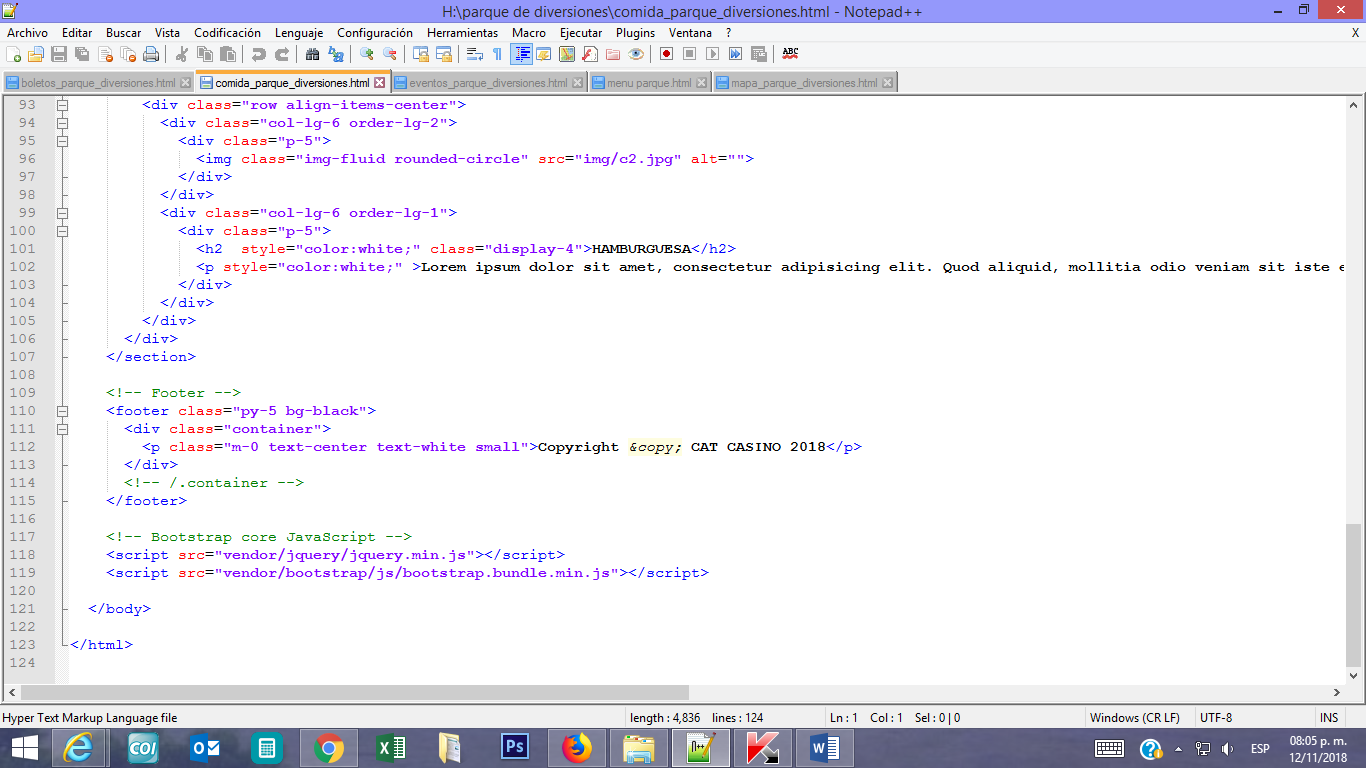 H:\parque de diversiones\comida_parque_diversiones.html - Notepad++
Archivo Editar Buscar Vista Codificación Lenguaje Configuración Herramientas Macro Ejecutar Plugins Ventana ? X
ABC
boletos_parque_diversiones.html comida_parque_diversiones.html eventos_parque_diversiones.html menu parque.html mapa_parque_diversiones.html
93 <div class="row align-items-center">
94 <div class="col-lg-6 order-lg-2">
95 <div class="p-5">
96 <img class="img-fluid rounded-circle" src="img/c2.jpg" alt="">
97 </div>
98 </div>
99 <div class="col-lg-6 order-lg-1">
100 <div class="p-5">
101 <h2  style="color:white;" class="display-4">HAMBURGUESA</h2>
102 <p style="color:white;" >Lorem ipsum dolor sit amet, consectetur adipisicing elit. Quod aliquid, mollitia odio veniam sit iste e
103 </div>
104 </div>
105 </div>
106 </div>
107 </section>
108
109 <!-- Footer -->
110 <footer class="py-5 bg-black">
111 <div class="container">
112 <p class="m-0 text-center text-white small">Copyright &copy; CAT CASINO 2018</p>
113 </div>
114 <!-- /.container -->
115 </footer>
116
117 <!-- Bootstrap core JavaScript -->
118 <script src="vendor/jquery/jquery.min.js"></script>
119 <script src="vendor/bootstrap/js/bootstrap.bundle.min.js"></script>
120
121 </body>
122
123 </html>
124
Hyper Text Markup Language file length : 4,836 lines : 124 Ln : 1 Col : 1 Sel : 0 | 0 Windows (CR LF) UTF-8 INS
COI Ps ESP 08:05 p. m.
12/11/2018